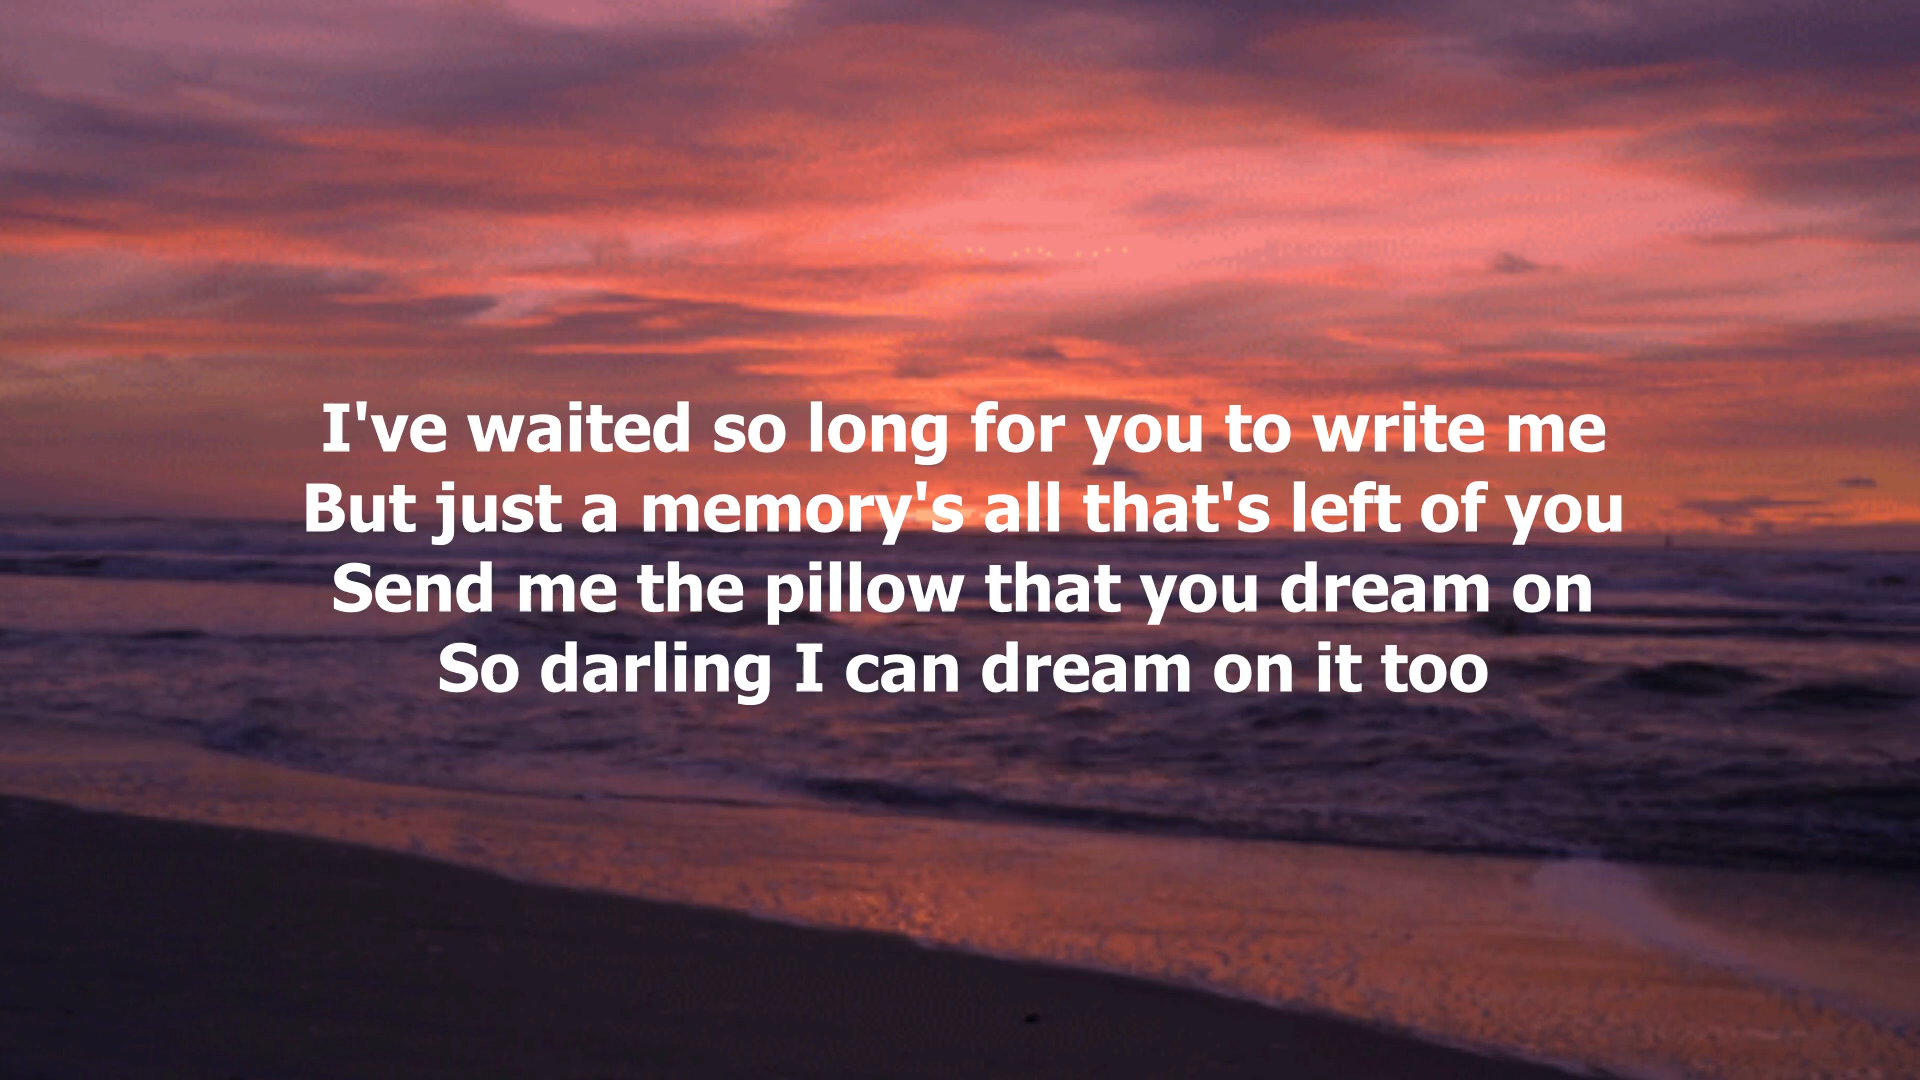 I've waited so long for you to write me
But just a memory's all that's left of you
Send me the pillow that you dream on
So darling I can dream on it too